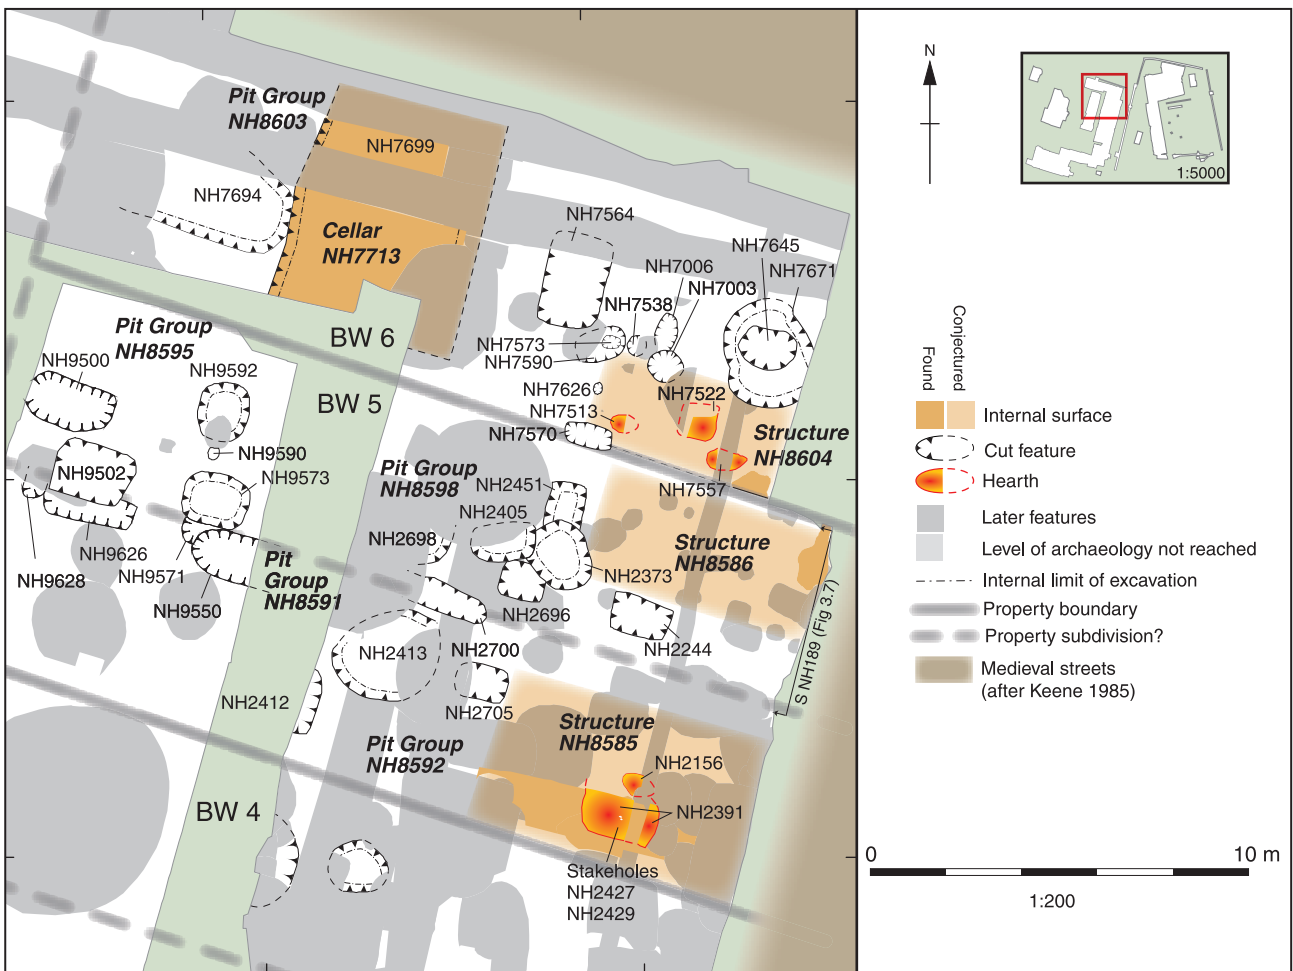 Pit Group
NH8603
NH7699
NH7694
Cellar
NH7713
NH7564
NH7645
NH7006
NH7671
NH7003
NH7538
BW 6
Pit Group
NH8595
NH7573
NH7590
NH9500
NH9592
NH7626
NH7522
BW 5
NH7513
NH7570
Structure
NH8604
NH9590
NH9502
NH9573
Pit Group
NH8598
NH2451
NH7557
NH2405
NH2698
Structure
NH8586
NH9626
NH9571
NH9628
NH9550
Pit
Group
NH8591
NH2373
NH2696
NH2700
NH2244
NH2413
S NH189 (Fig 3.7)
NH2412
NH2705
Structure
NH8585
Pit Group
NH8592
NH2156
NH2391
BW 4
Stakeholes
NH2427
NH2429
N
1:5000
Found
Conjectured
Internal surface
Cut feature
Hearth
Later features
Level of archaeology not reached
Internal limit of excavation
Property boundary
Property subdivision?
Medieval streets
(after Keene 1985)
0
10 m
1:200